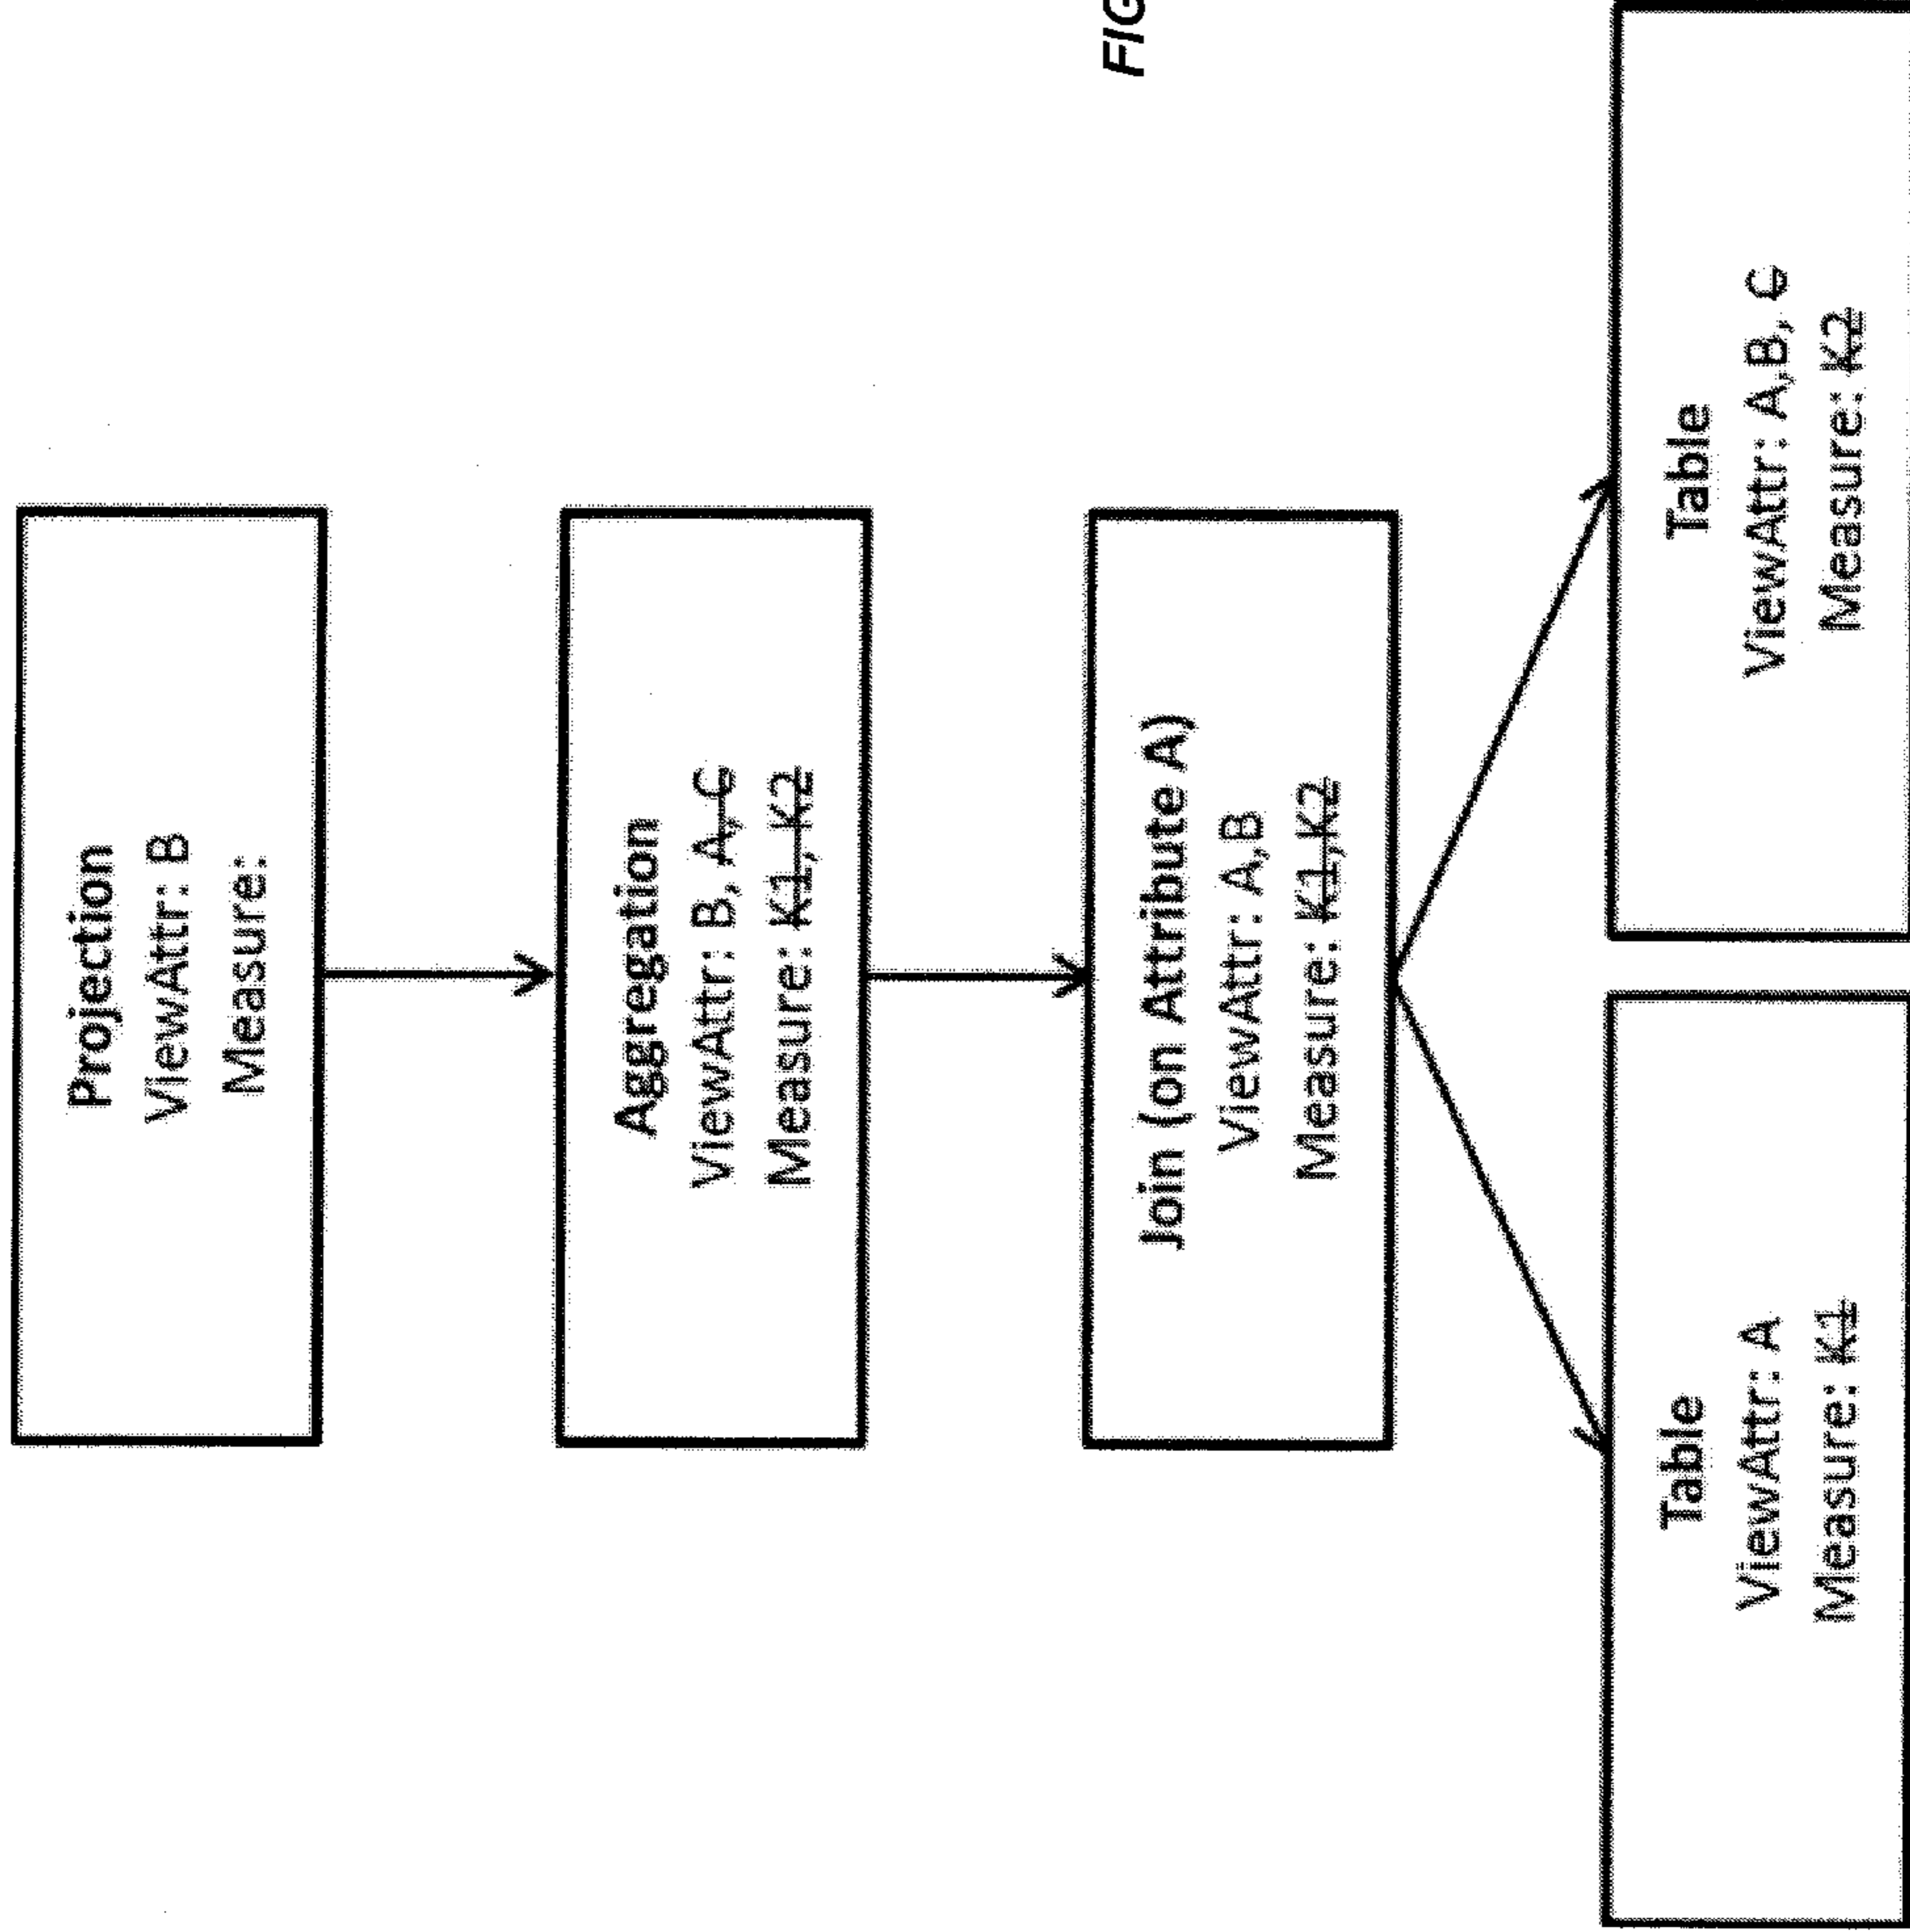 Projection
ViewAttr: B
Measure:
Aggregation
ViewAttr: B, A, C
Measure: K1, K2
Join (on Attribute A)
ViewAttr: A,B
Measure: K1,K2
FIG
Table
ViewAttr: A
Measure: K1
Table
ViewAttr: A,B, C
Measure: K2